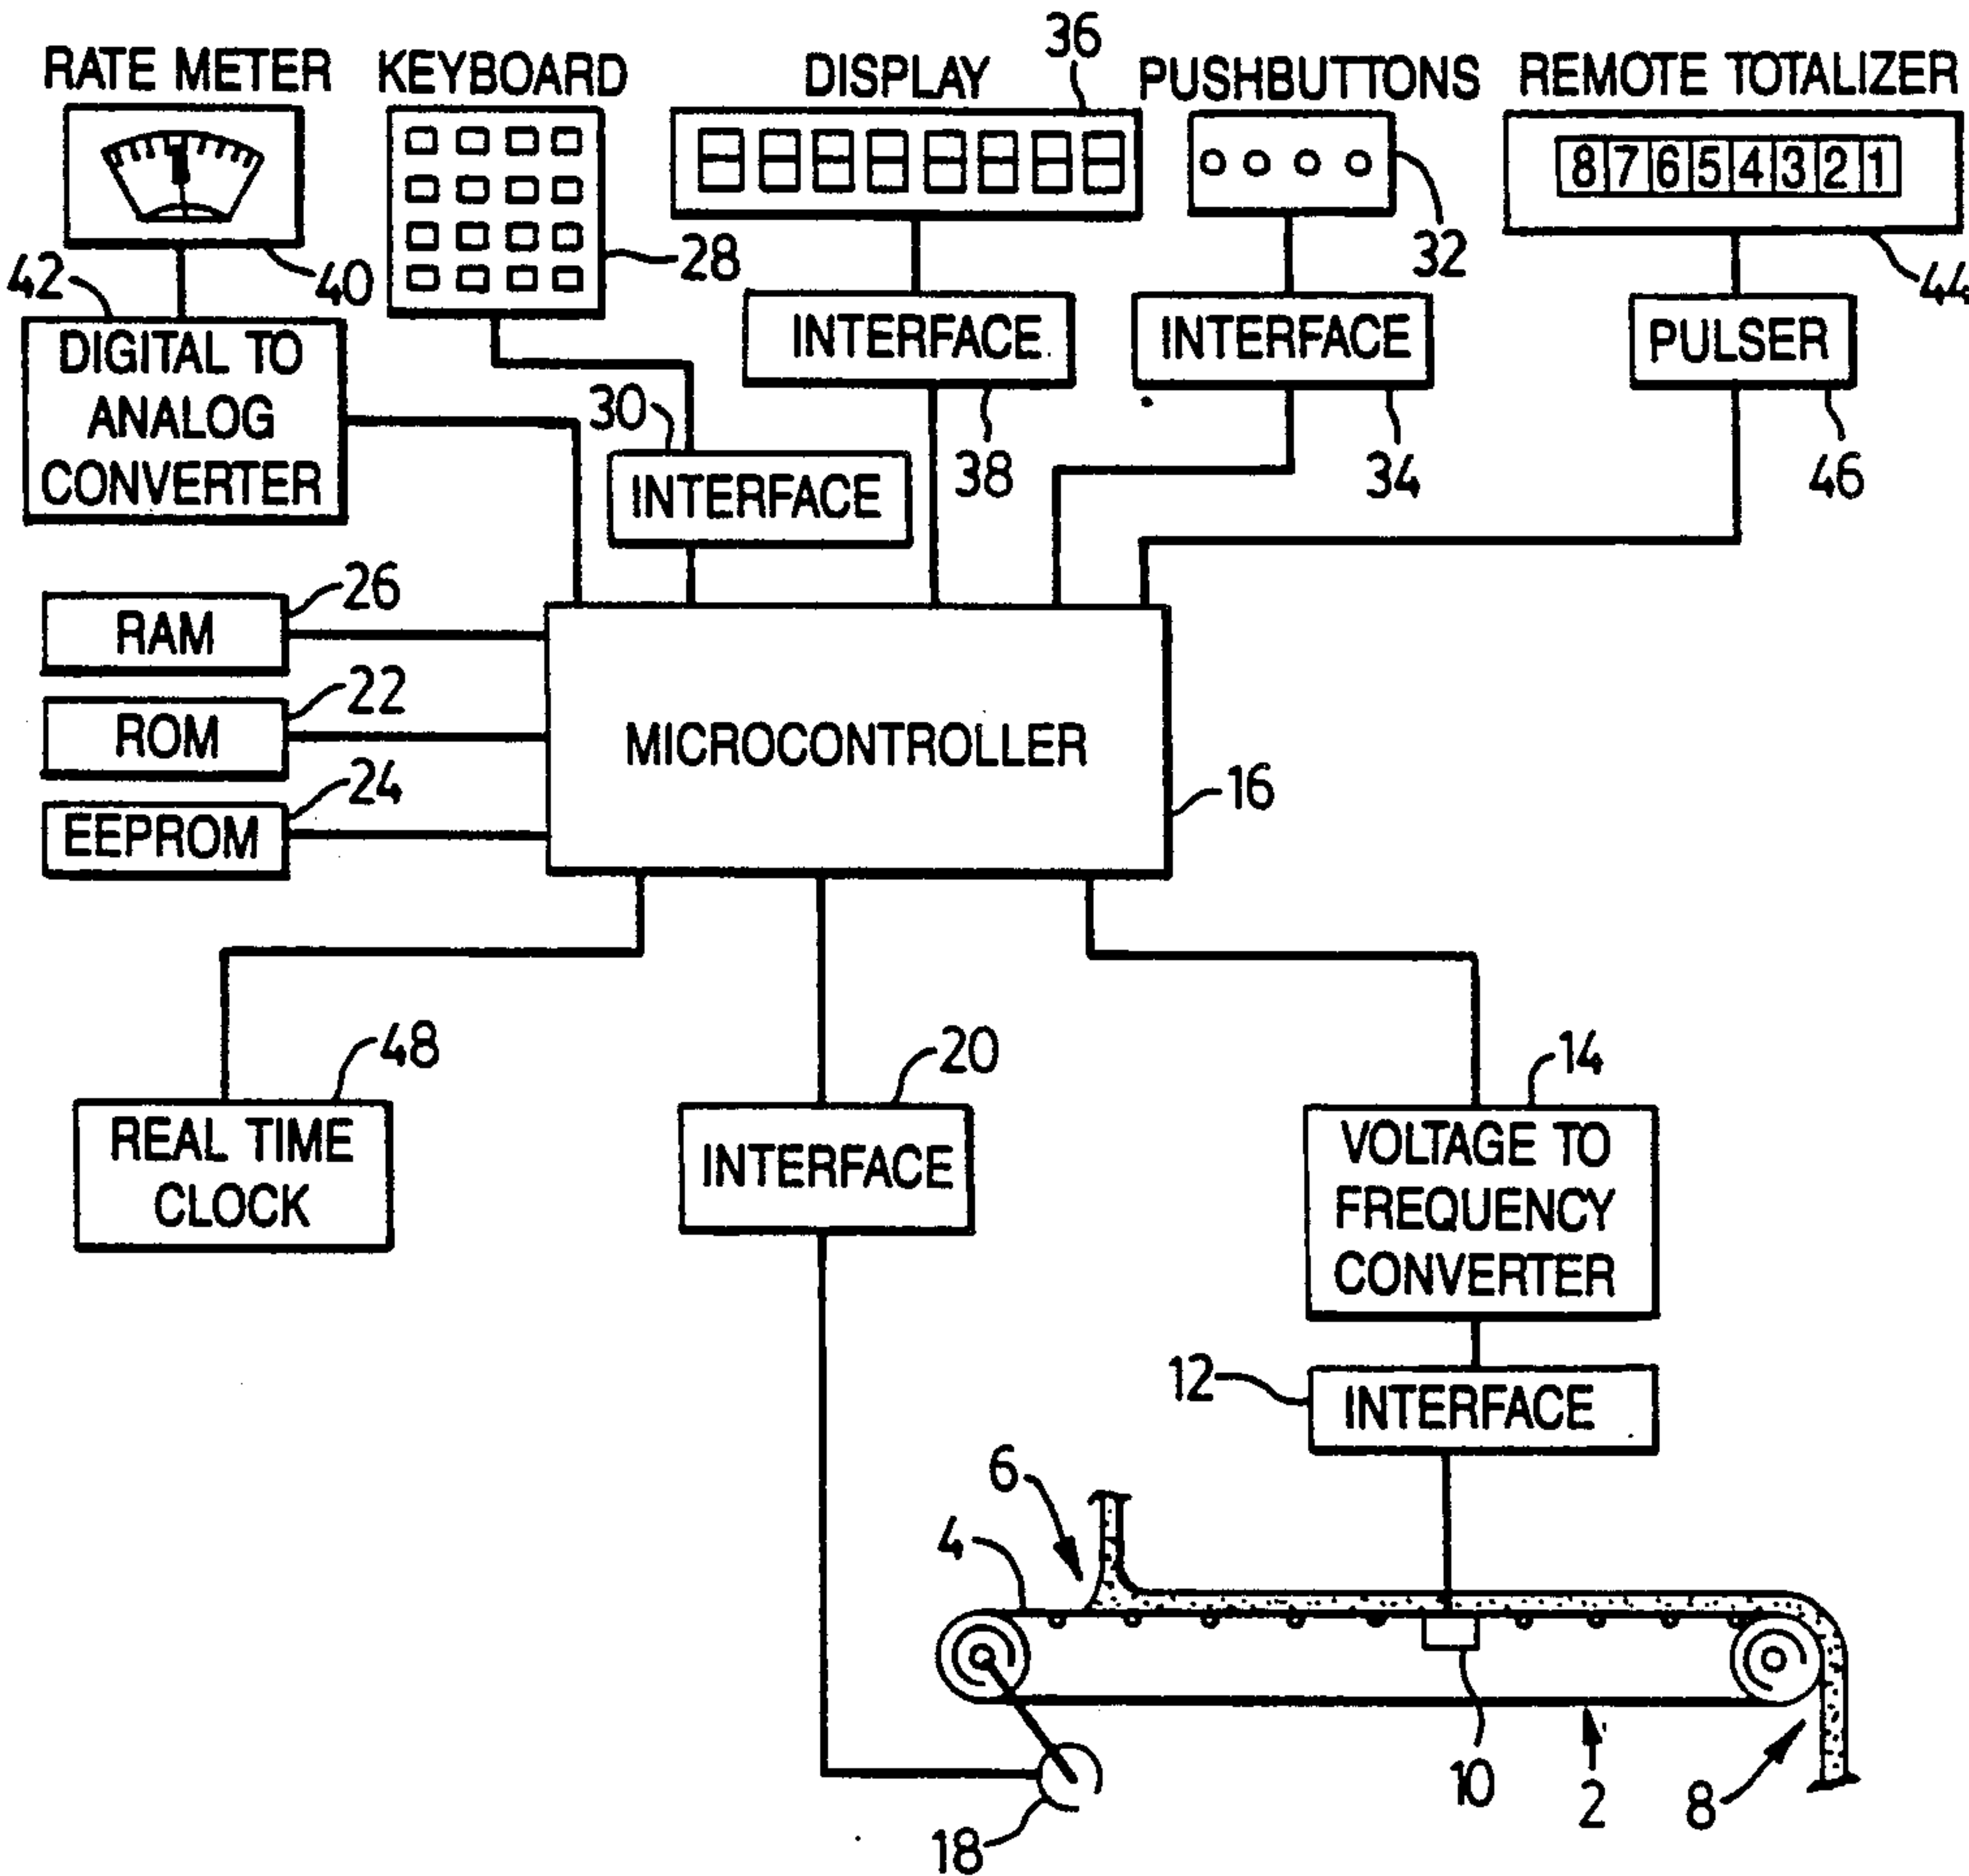 36
RATE METER
KEYBOARD
DISPLAY
PUSHBUTTONS
REMOTE TOTALIZER
8 7 6 5 4 3 2 1
42
40
28
32
44
DIGITAL TO
ANALOG
CONVERTER
INTERFACE
INTERFACE
PULSER
30
INTERFACE
38
34
46
26
RAM
22
ROM
24
EEPROM
MICROCONTROLLER
16
48
20
14
REAL TIME
CLOCK
INTERFACE
VOLTAGE TO
FREQUENCY
CONVERTER
12
INTERFACE
6
4
10
2
8
18